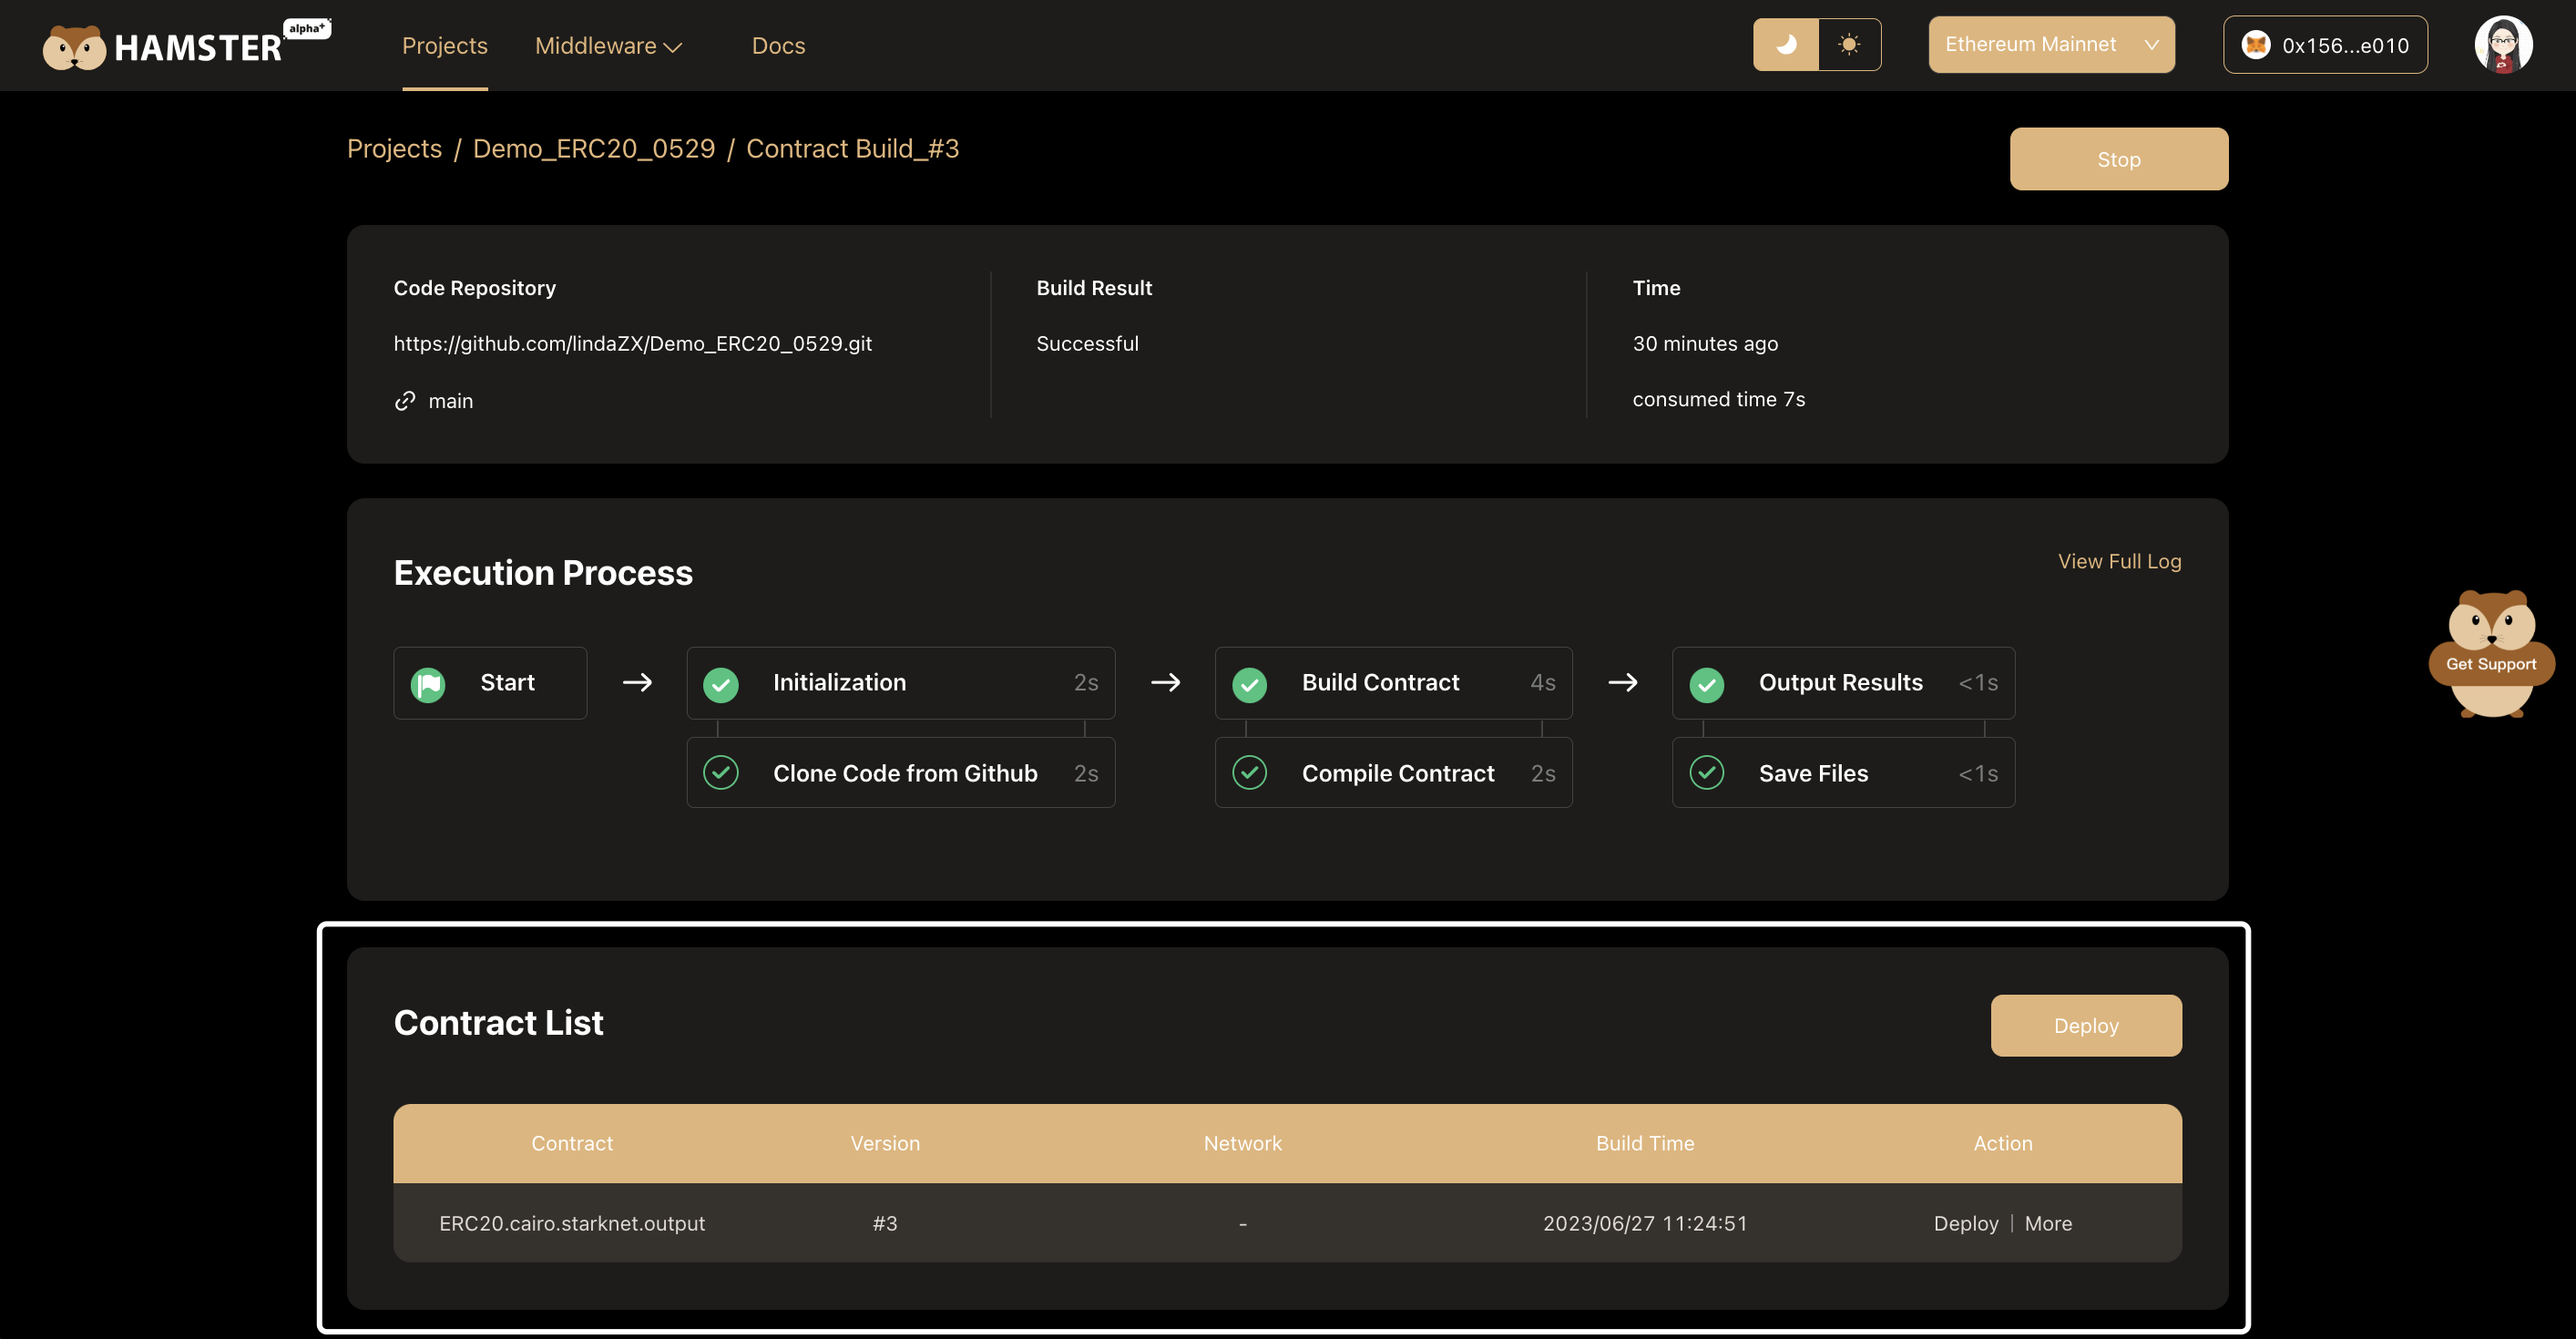 HAMSTER alpha+
Projects Middleware Docs Ethereum Mainnet 0x156...e010
Projects / Demo_ERC20_0529 / Contract Build_#3
Stop
Code Repository Build Result Time
https://github.com/lindaZX/Demo_ERC20_0529.git Successful 30 minutes ago
main consumed time 7s
Execution Process View Full Log
Start Initialization 2s Build Contract 4s Output Results <1s
Clone Code from Github 2s Compile Contract 2s Save Files <1s
Get Support
Contract List Deploy
Contract Version Network Build Time Action
ERC20.cairo.starknet.output #3 - 2023/06/27 11:24:51 Deploy | More